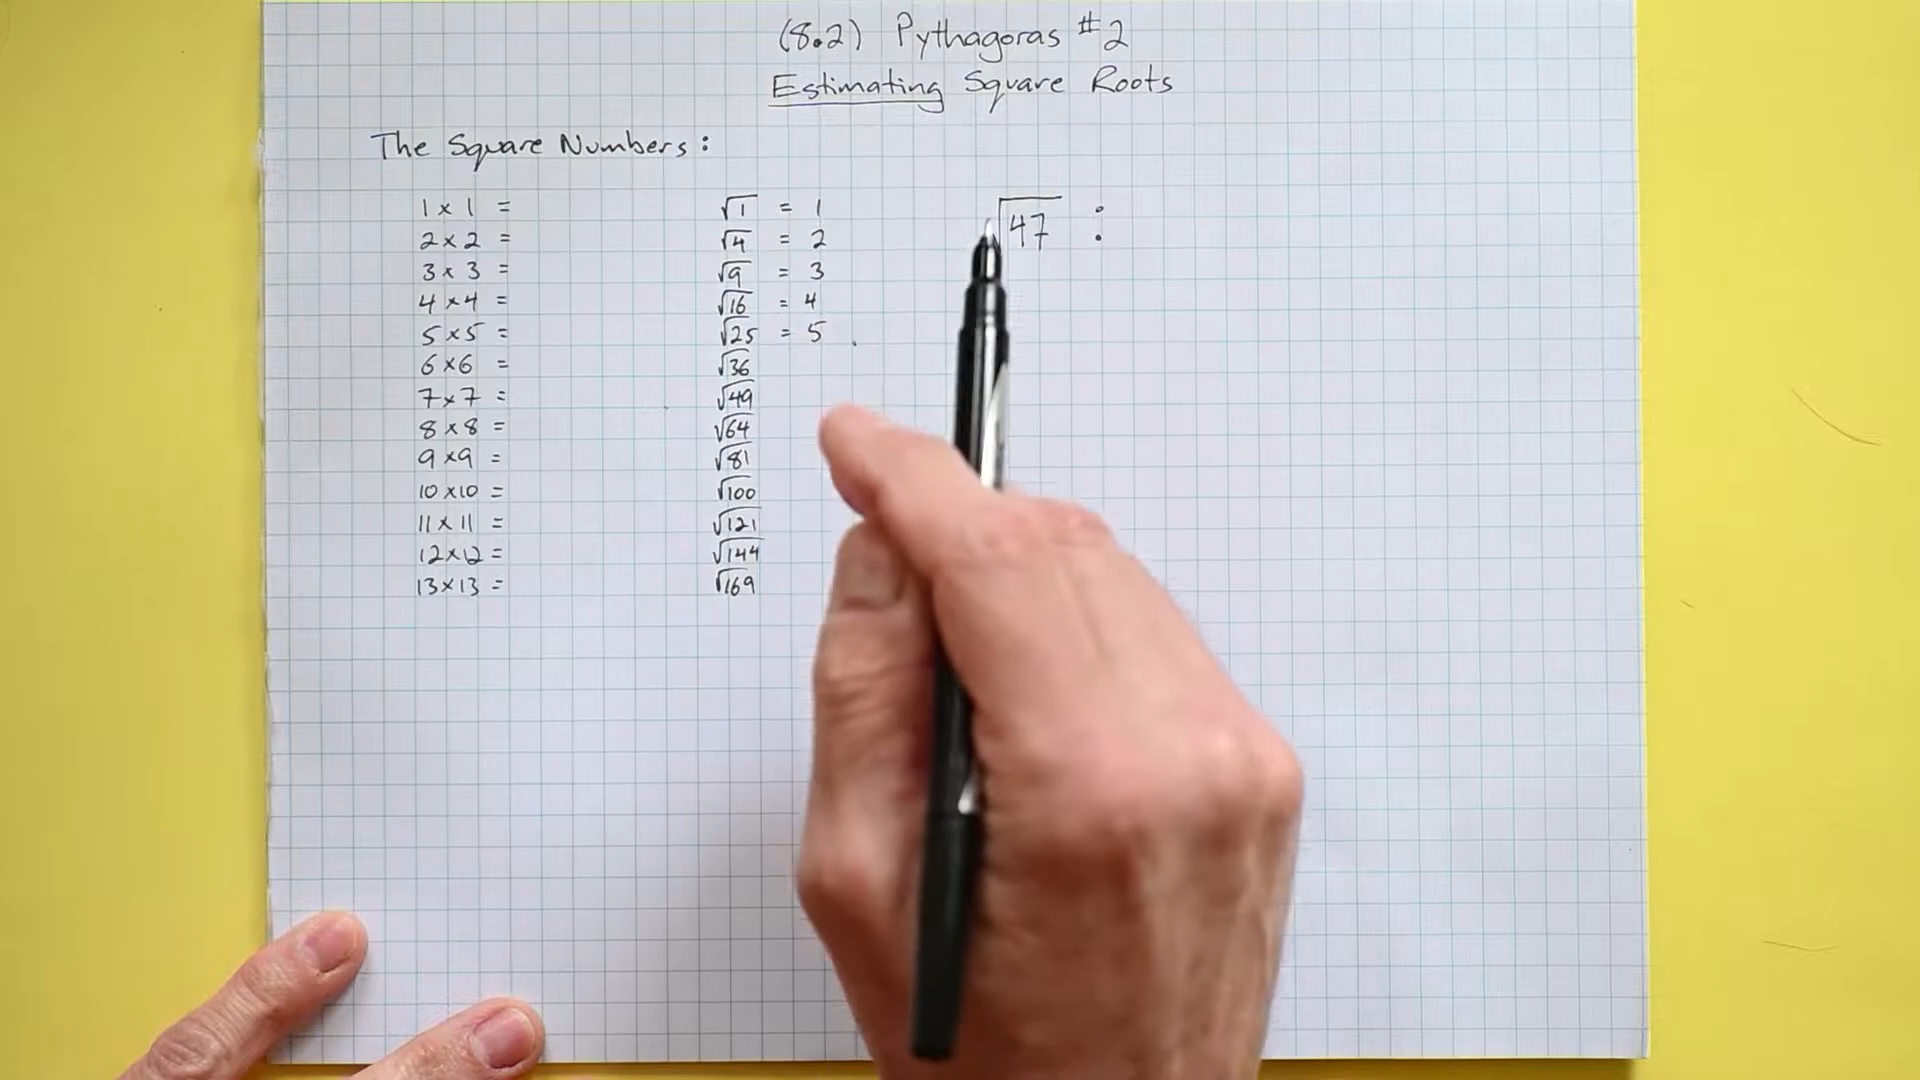 (8.2) Pythagoras #2
Estimating Square Roots
The Square Numbers:
1 x 1 =
2 x 2 =
3 x 3 =
4 x 4 =
5 x 5 =
6 x 6 =
7 x 7 =
8 x 8 =
9 x 9 =
10 x 10 =
11 x 11 =
12 x 12 =
13 x 13 =
√1 = 1
√4 = 2
√9 = 3
√16 = 4
√25 = 5
√36
√49
√64
√81
√100
√121
√144
√169
√47 :